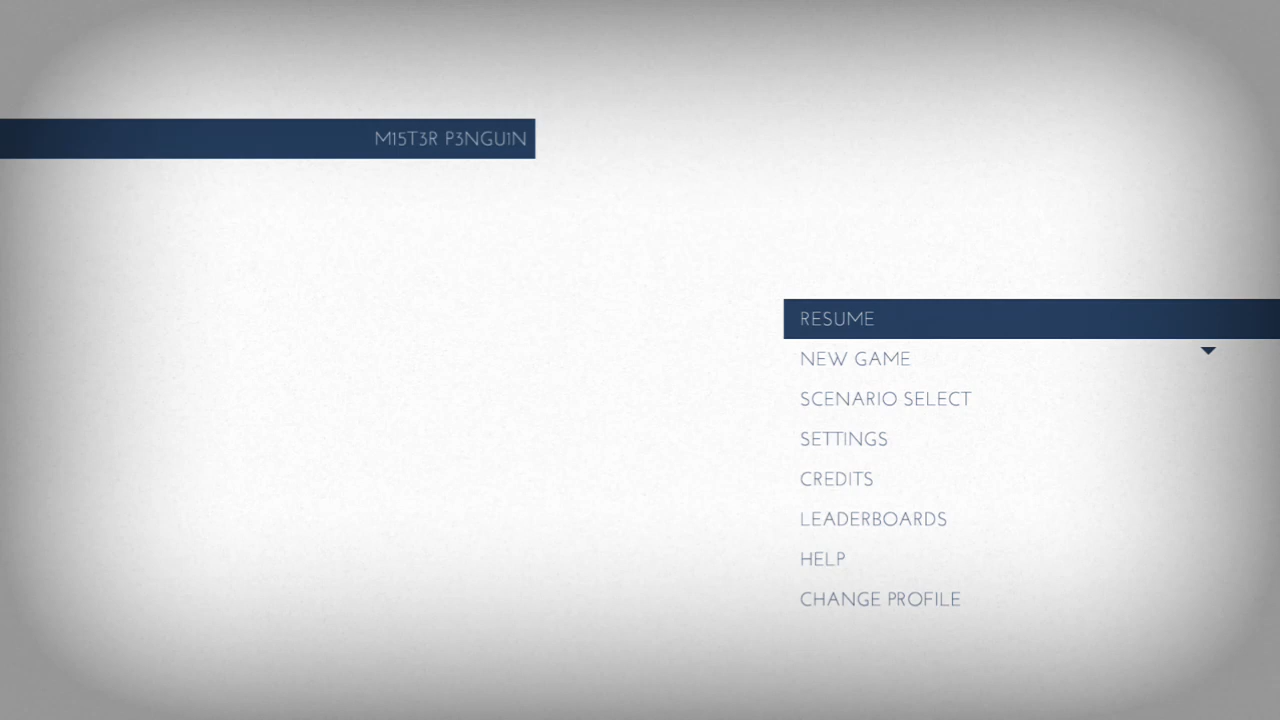 M15T3R P3NGU1N
RESUME
NEW GAME
SCENARIO SELECT
SETTINGS
CREDITS
LEADERBOARDS
HELP
CHANGE PROFILE